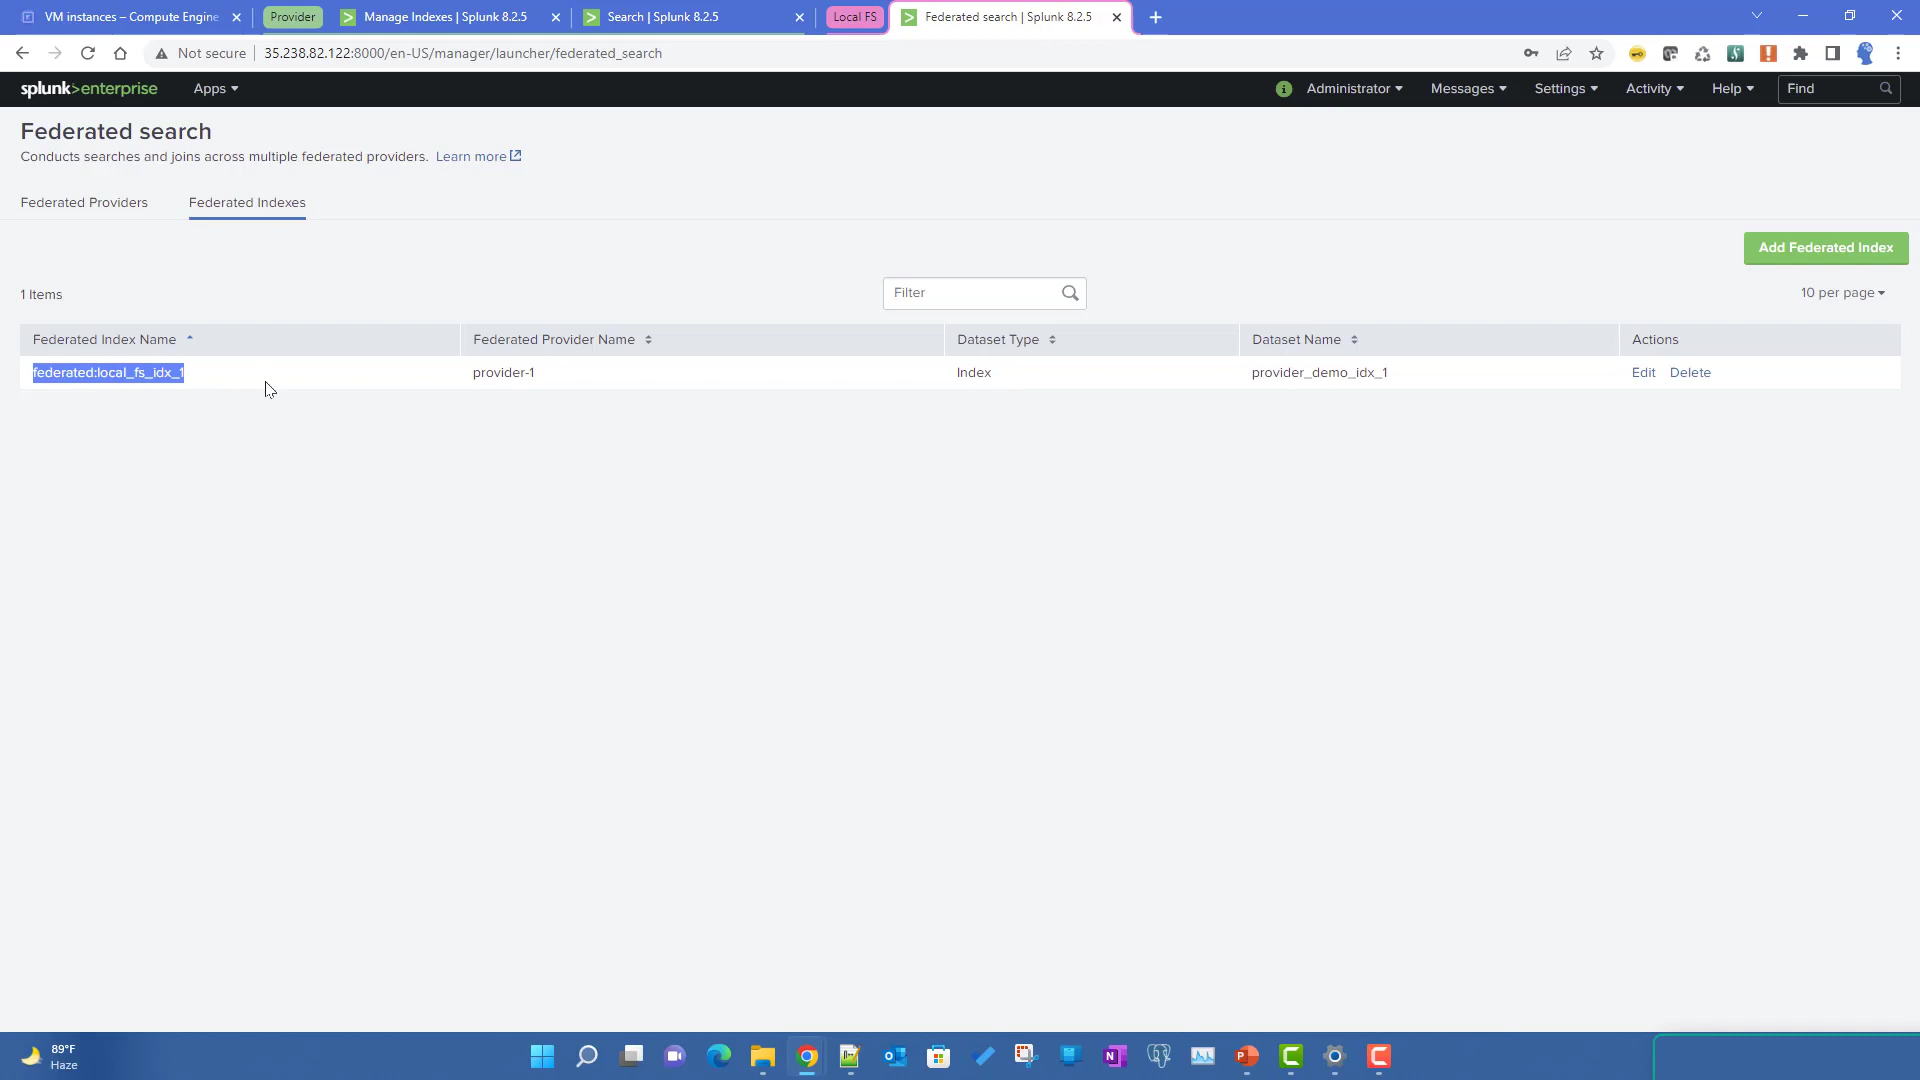 VM instances – Compute Engine
Provider
Manage Indexes | Splunk 8.2.5
Search | Splunk 8.2.5
Local FS
Federated search | Splunk 8.2.5
Not secure
35.238.82.122:8000/en-US/manager/launcher/federated_search
splunk>enterprise
Apps
i
Administrator
Messages
Settings
Activity
Help
Find
Federated search
Conducts searches and joins across multiple federated providers. Learn more
Federated Providers
Federated Indexes
Add Federated Index
1 Items
Filter
10 per page
Federated Index Name
Federated Provider Name
Dataset Type
Dataset Name
Actions
federated:local_fs_idx_1
provider-1
Index
provider_demo_idx_1
Edit
Delete
89°F
Haze